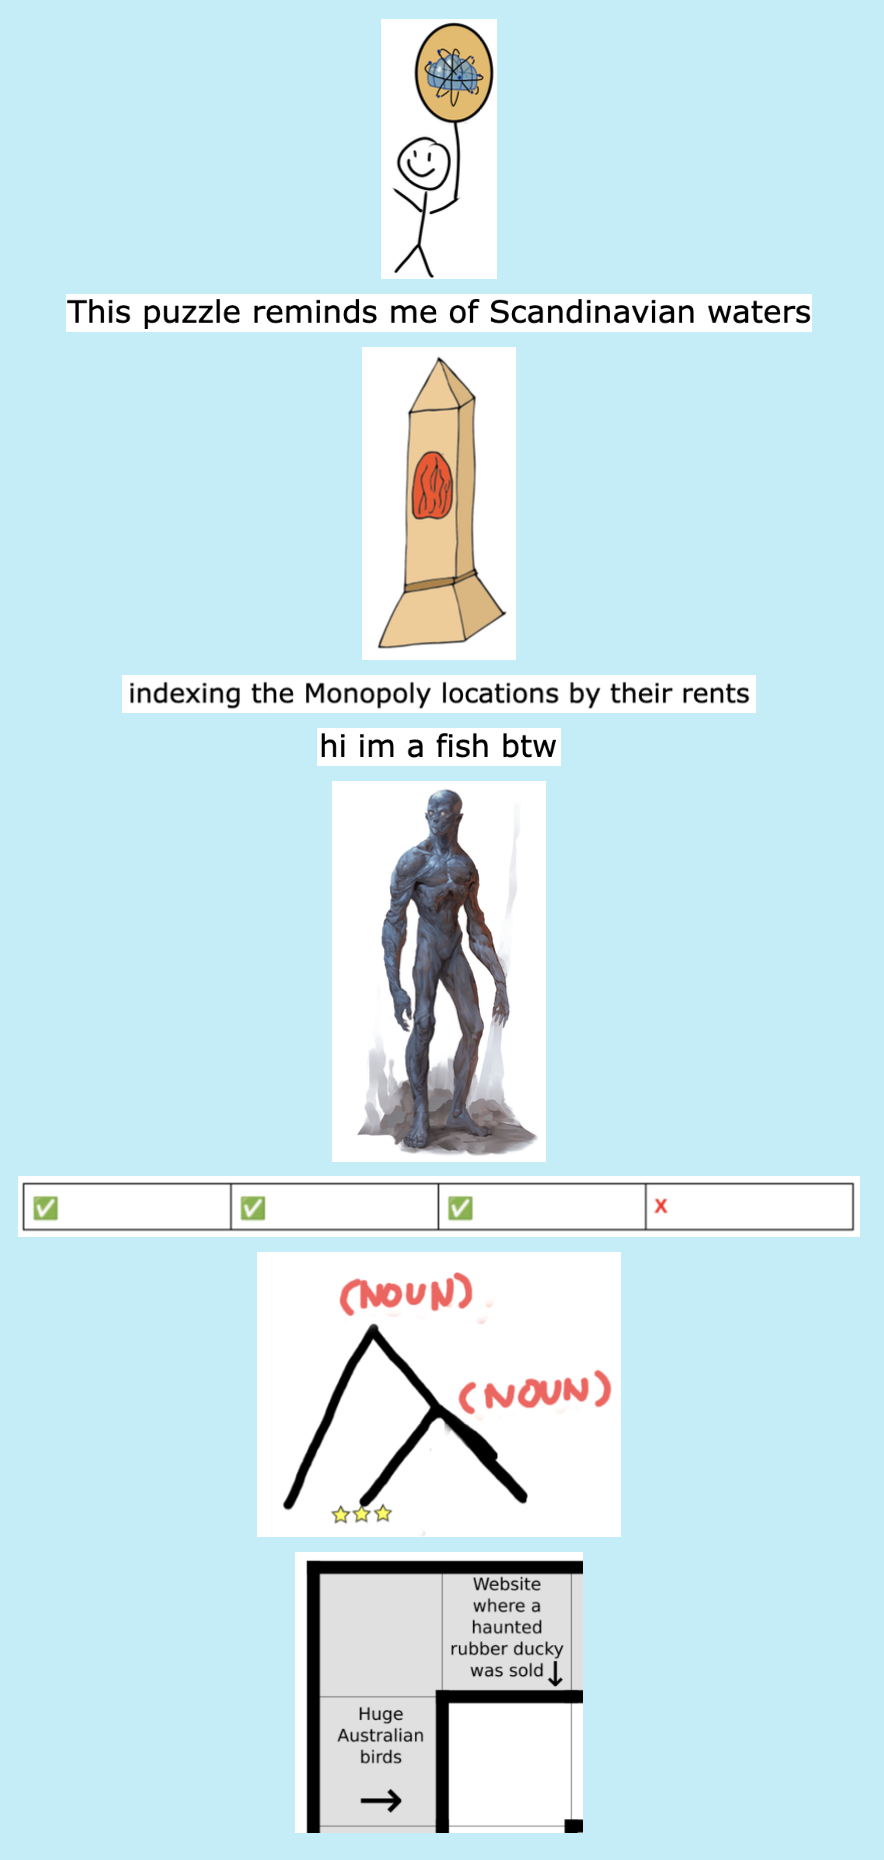 This puzzle reminds me of Scandinavian waters
indexing the Monopoly locations by their rents
hi im a fish btw
✅ ✅ ✅ X
(NOUN)
(NOUN)
Website
where a
haunted
rubber ducky
was sold ↓
Huge
Australian
birds
→